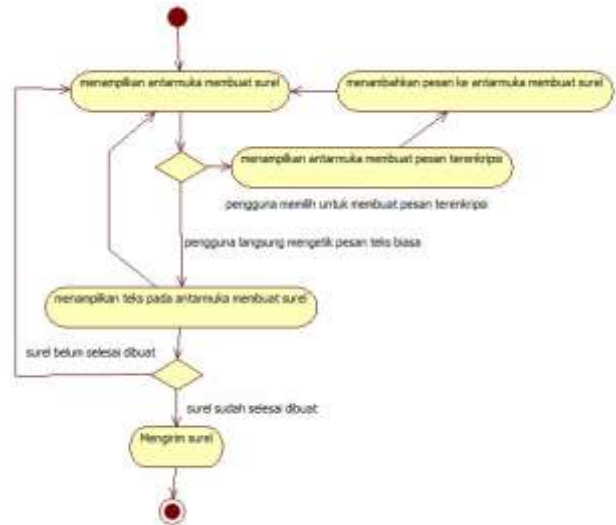 menampilkan antarmuka membuat surel
menambahkan pesan ke antarmuka membuat surel
menampilkan antarmuka membuat pesan terenkripsi
pengguna memilih untuk membuat pesan terenkripsi
pengguna langsung mengetik pesan teks biasa
menampilkan teks pada antarmuka membuat surel
surel belum selesai dibuat
surel sudah selesai dibuat
Mengirim surel